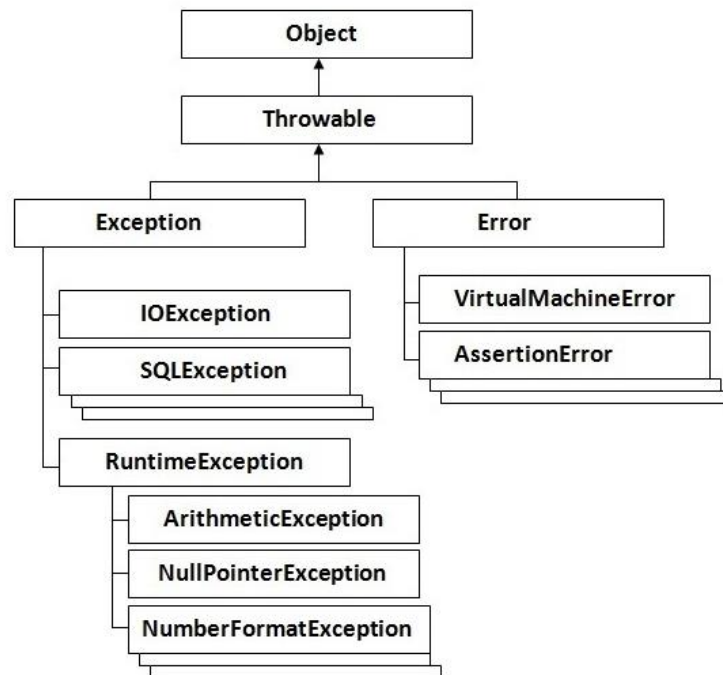 Object
Throwable
Exception
Error
IOException
SQLException
RuntimeException
ArithmeticException
NullPointerException
NumberFormatException
VirtualMachineError
AssertionError